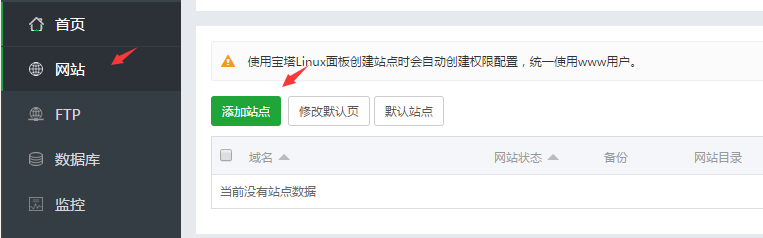 首页
网站
FTP
数据库
监控
使用宝塔Linux面板创建站点时会自动创建权限配置，统一使用www用户。
添加站点 修改默认页 默认站点
域名 网站状态 备份 网站目录
当前没有站点数据